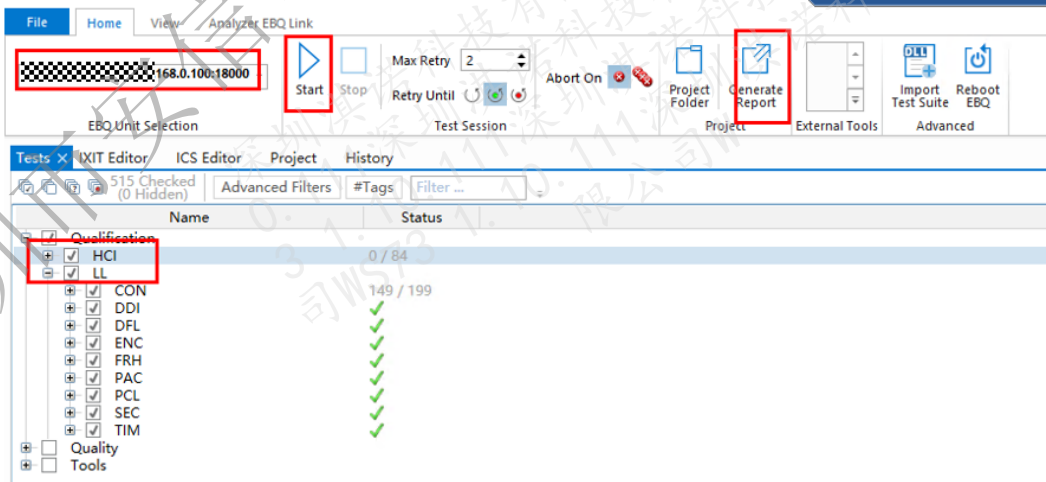 File Home View Analyzer EBQ Link
168.0.100:18000
Start Stop
Max Retry 2
Retry Until
Abort On
Project Folder
Generate Report
Import Test Suite
Reboot EBQ
EBQ Unit Selection Test Session Project External Tools Advanced
Tests IXIT Editor ICS Editor Project History
515 Checked
(0 Hidden)
Advanced Filters #Tags Filter ...
Name Status
Qualification
HCI 0 / 84
LL
CON 149 / 199
DDI
DFL
ENC
FRH
PAC
PCL
SEC
TIM
Quality
Tools